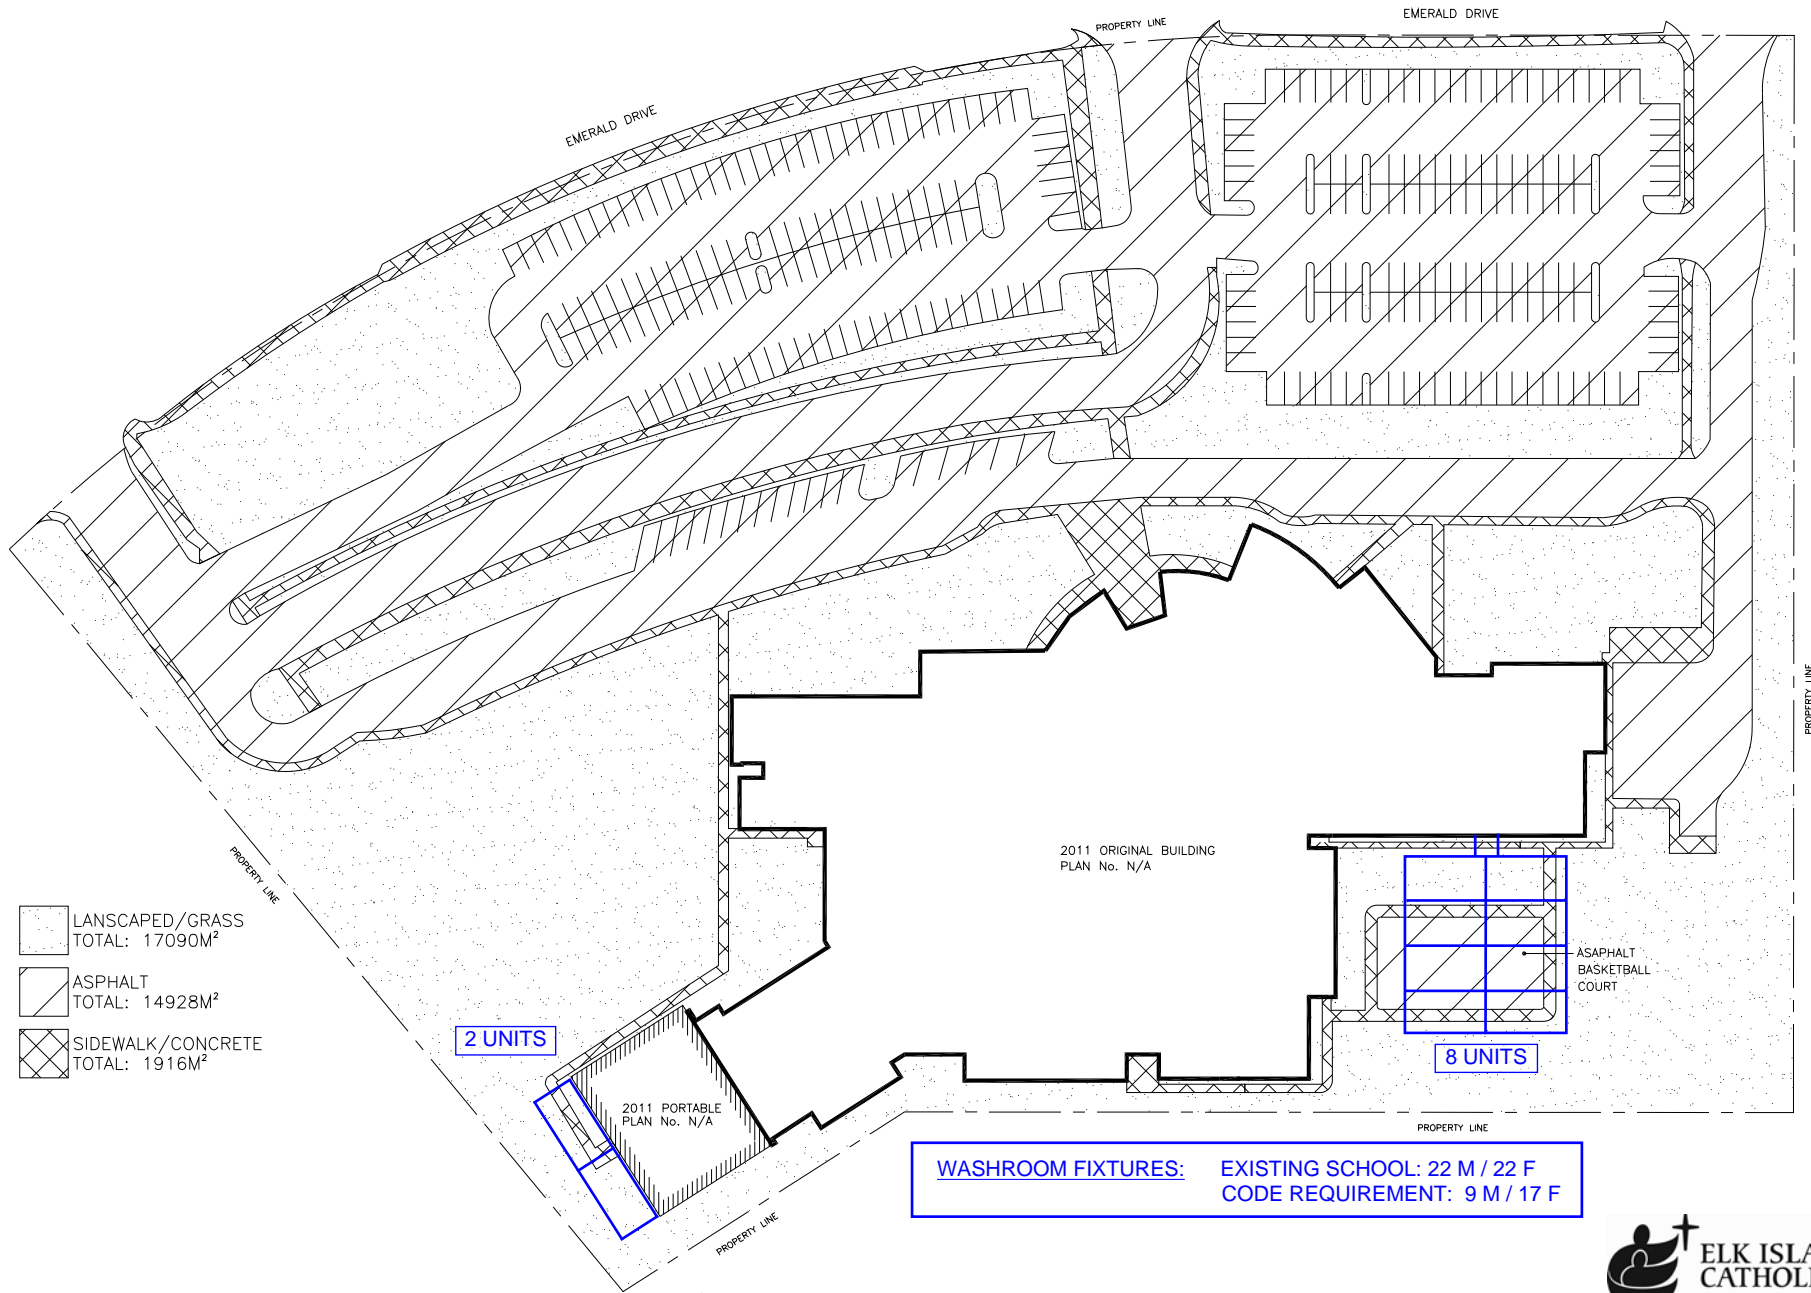 PROPERTY LINE
EMERALD DRIVE
EMERALD DRIVE
PROPERTY LINE
PROPERTY LINE
LANSCAPED/GRASS
TOTAL: 17090M²
ASPHALT
TOTAL: 14928M²
SIDEWALK/CONCRETE
TOTAL: 1916M²
2011 ORIGINAL BUILDING
PLAN No. N/A
ASAPHALT
BASKETBALL
COURT
2 UNITS
8 UNITS
2011 PORTABLE
PLAN No. N/A
PROPERTY LINE
PROPERTY LINE
WASHROOM FIXTURES: EXISTING SCHOOL: 22 M / 22 F
CODE REQUIREMENT: 9 M / 17 F
ELK ISLA
CATHOLI